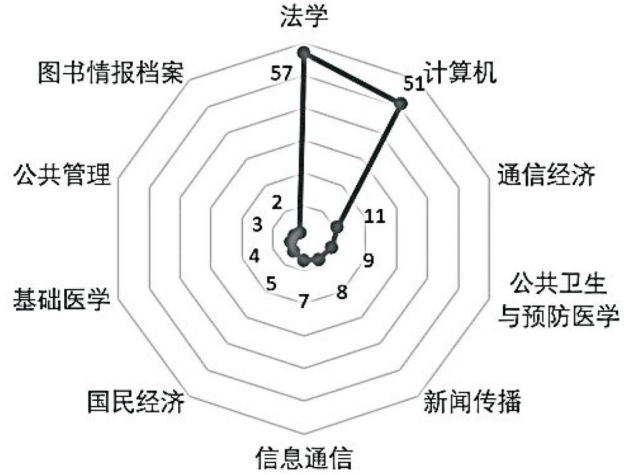 法学
57
51
计算机
图书情报档案
公共管理
2
11
通信经济
3
4
9
基础医学
5
7
8
公共卫生
与预防医学
国民经济
新闻传播
信息通信